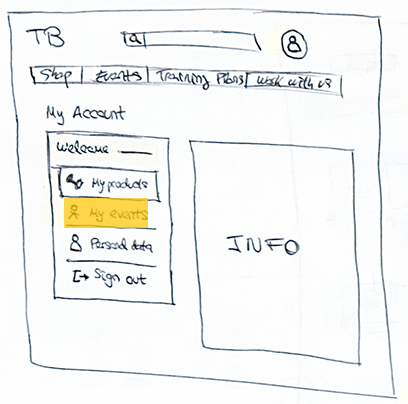 TB
Shop | Events | Training Plans | Work with us
My Account
Welcome
My products
My events
Personal data
Sign out
INFO